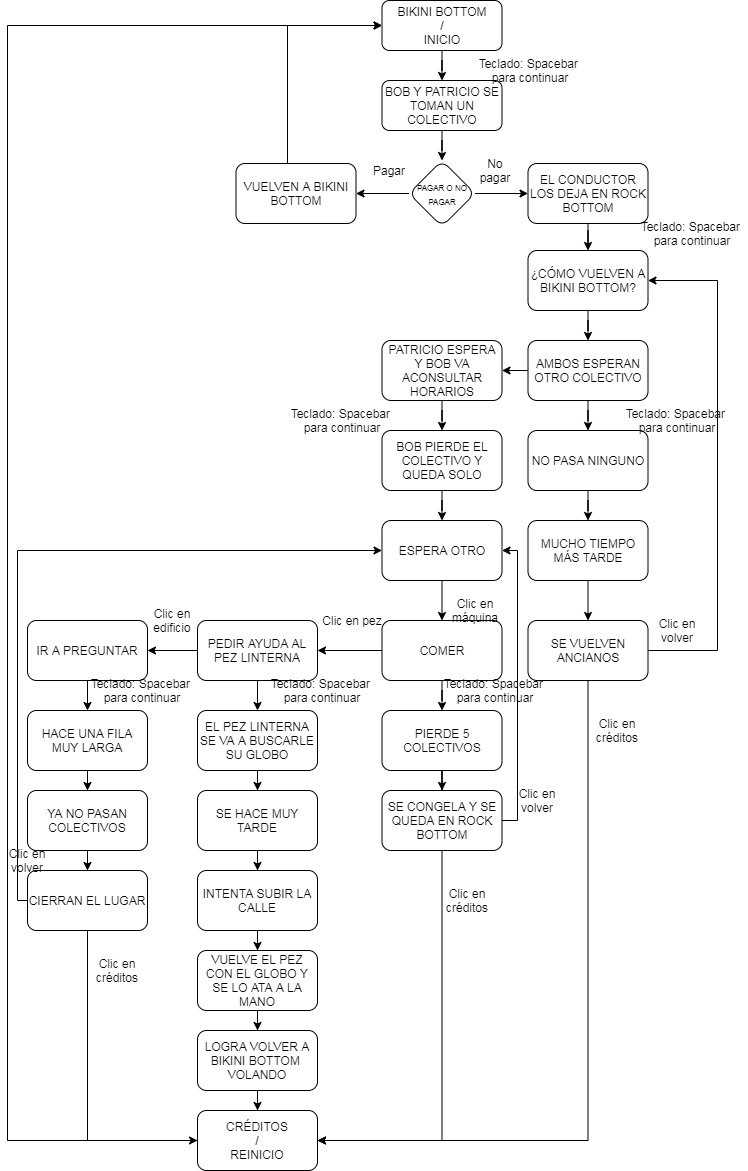 BIKINI BOTTOM
/
INICIO
Teclado: Spacebar
para continuar
BOB Y PATRICIO SE
TOMAN UN
COLECTIVO
Pagar
No
pagar
PAGAR O NO
PAGAR
VUELVEN A BIKINI
BOTTOM
EL CONDUCTOR
LOS DEJA EN ROCK
BOTTOM
Teclado: Spacebar
para continuar
¿CÓMO VUELVEN A
BIKINI BOTTOM?
PATRICIO ESPERA
Y BOB VA
ACONSULTAR
HORARIOS
AMBOS ESPERAN
OTRO COLECTIVO
Teclado: Spacebar
para continuar
Teclado: Spacebar
para continuar
BOB PIERDE EL
COLECTIVO Y
QUEDA SOLO
NO PASA NINGUNO
ESPERA OTRO
MUCHO TIEMPO
MÁS TARDE
Clic en
edificio
Clic en pez
Clic en
máquina
Clic en
volver
IR A PREGUNTAR
PEDIR AYUDA AL
PEZ LINTERNA
COMER
SE VUELVEN
ANCIANOS
Teclado: Spacebar
para continuar
Teclado: Spacebar
para continuar
Teclado: Spacebar
para continuar
HACE UNA FILA
MUY LARGA
EL PEZ LINTERNA
SE VA A BUSCARLE
SU GLOBO
PIERDE 5
COLECTIVOS
Clic en
créditos
YA NO PASAN
COLECTIVOS
SE HACE MUY
TARDE
SE CONGELA Y SE
QUEDA EN ROCK
BOTTOM
Clic en
volver
Clic en
volver
CIERRAN EL LUGAR
INTENTA SUBIR LA
CALLE
Clic en
créditos
Clic en
créditos
VUELVE EL PEZ
CON EL GLOBO Y
SE LO ATA A LA
MANO
LOGRA VOLVER A
BIKINI BOTTOM
VOLANDO
CRÉDITOS
/
REINICIO